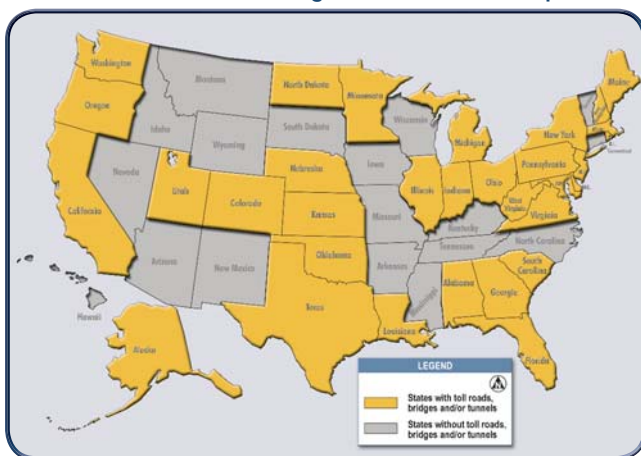 Washington
Montana
North Dakota
Minnesota
Maine
Oregon
Idaho
Wyoming
South Dakota
Wisconsin
Michigan
New York
Nevada
Utah
Colorado
Nebraska
Iowa
Illinois
Indiana
Ohio
Pennsylvania
California
Kansas
Missouri
Kentucky
West
Virginia
Virginia
Arizona
New Mexico
Oklahoma
Arkansas
Tennessee
North Carolina
South
Carolina
Texas
Louisiana
Mississippi
Alabama
Georgia
Florida
Hawaii
Alaska
LEGEND
N
States with toll roads,
bridges and/or tunnels
States without toll roads,
bridges and/or tunnels